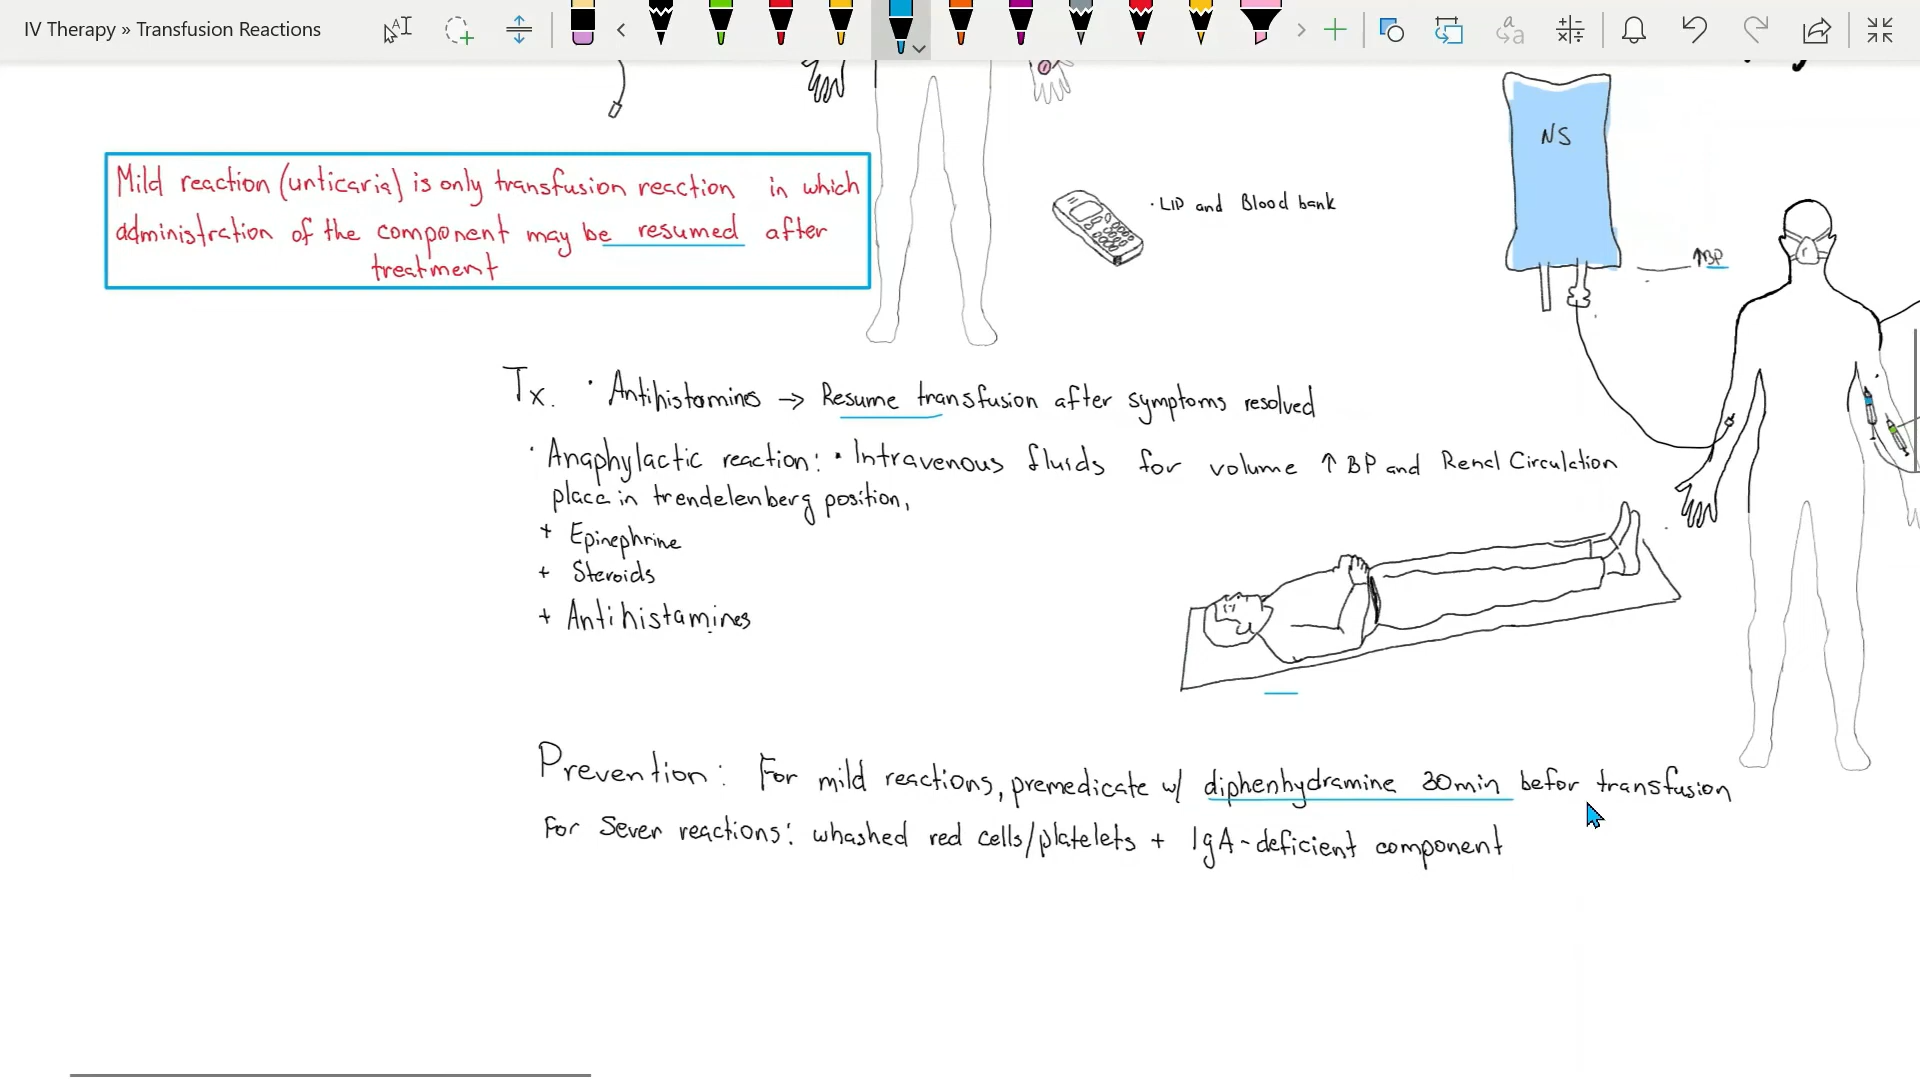 IV Therapy » Transfusion Reactions
NS
Mild reaction (unticaria) is only transfusion reaction in which
administration of the component may be resumed after
treatment
· LID and Blood bank
↑BP
Tx. · Antihistamines → Resume transfusion after symptoms resolved
· Anaphylactic reaction: · Intravenous fluids for volume ↑ BP and Renal Circulation
place in trendelenberg position,
+ Epinephrine
+ Steroids
+ Antihistamines
Prevention: For mild reactions, premedicate w/ diphenhydramine 30min befor transfusion
For Seven reactions: whashed red cells/platelets + IgA-deficient component